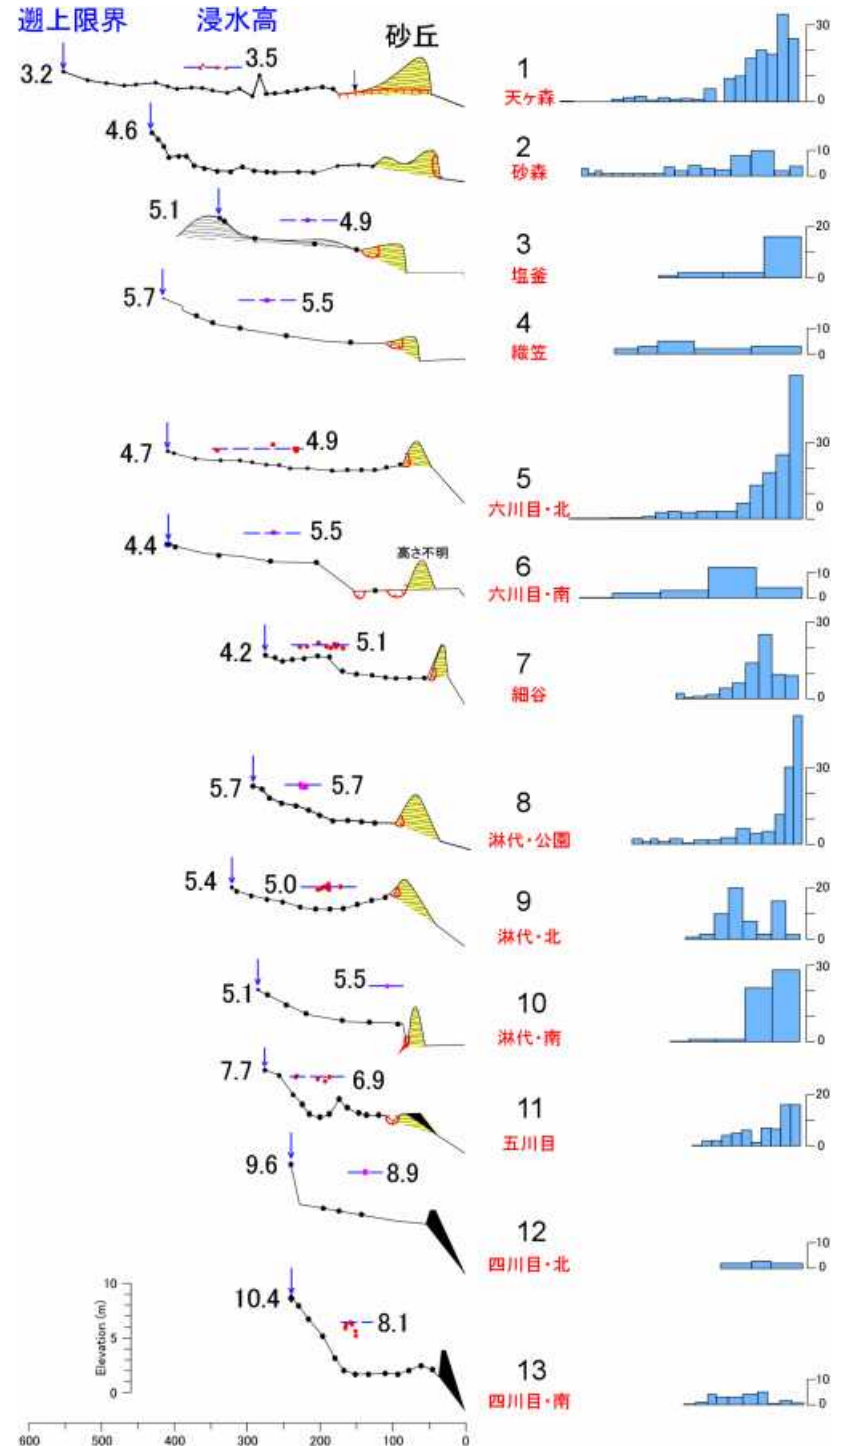 遡上限界 浸水高 砂丘
3.2 3.5 1 天ヶ森 30 0
4.6 2 砂森 10 0
5.1 4.9 3 塩釜 20 0
5.7 5.5 4 織笠 10 0
4.7 4.9 5 六川目・北 30 0
4.4 5.5 高さ不明 6 六川目・南 10 0
4.2 5.1 7 細谷 30 0
5.7 5.7 8 淋代・公園 30 0
5.4 5.0 9 淋代・北 20 0
5.1 5.5 10 淋代・南 30 0
7.7 6.9 11 五川目 20 0
9.6 8.9 12 四川目・北 10 0
10.4 8.1 13 四川目・南 10 0
Elevation (m) 10 5 0
600 500 400 300 200 100 0